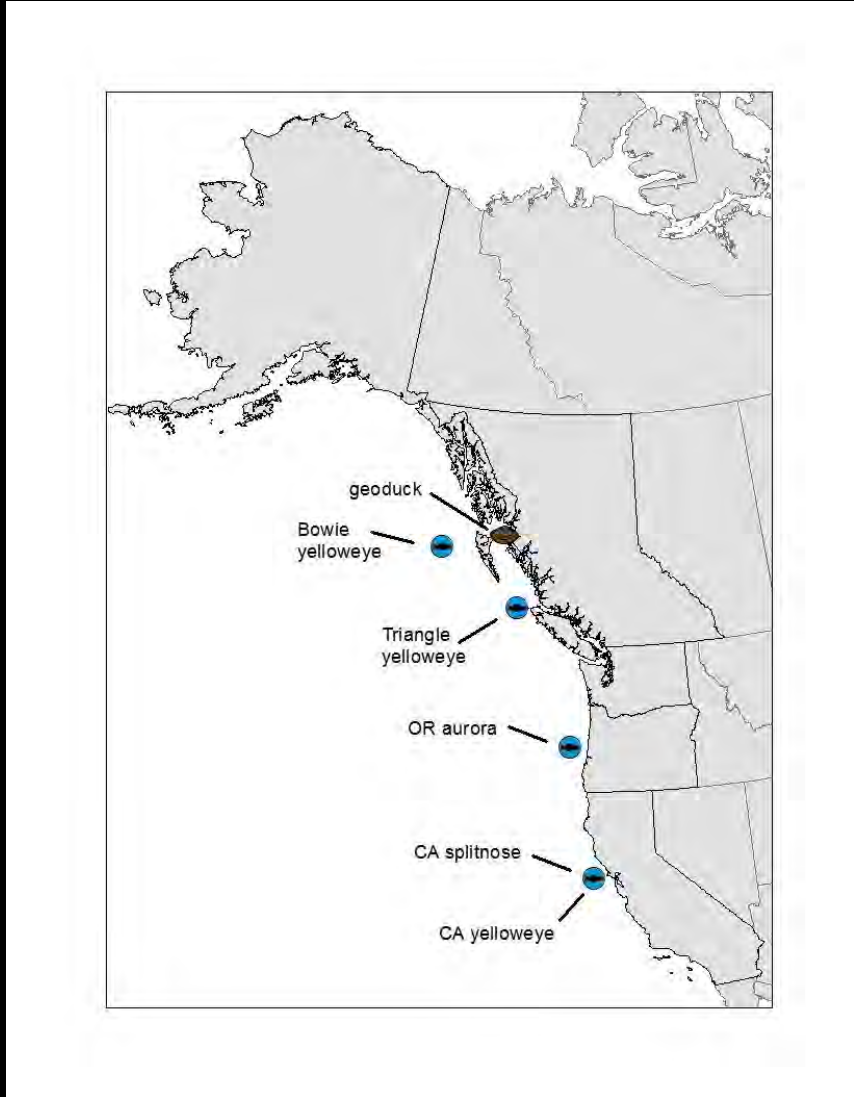 geoduck
Bowie
yelloweye
Triangle
yelloweye
OR aurora
CA splitnose
CA yelloweye